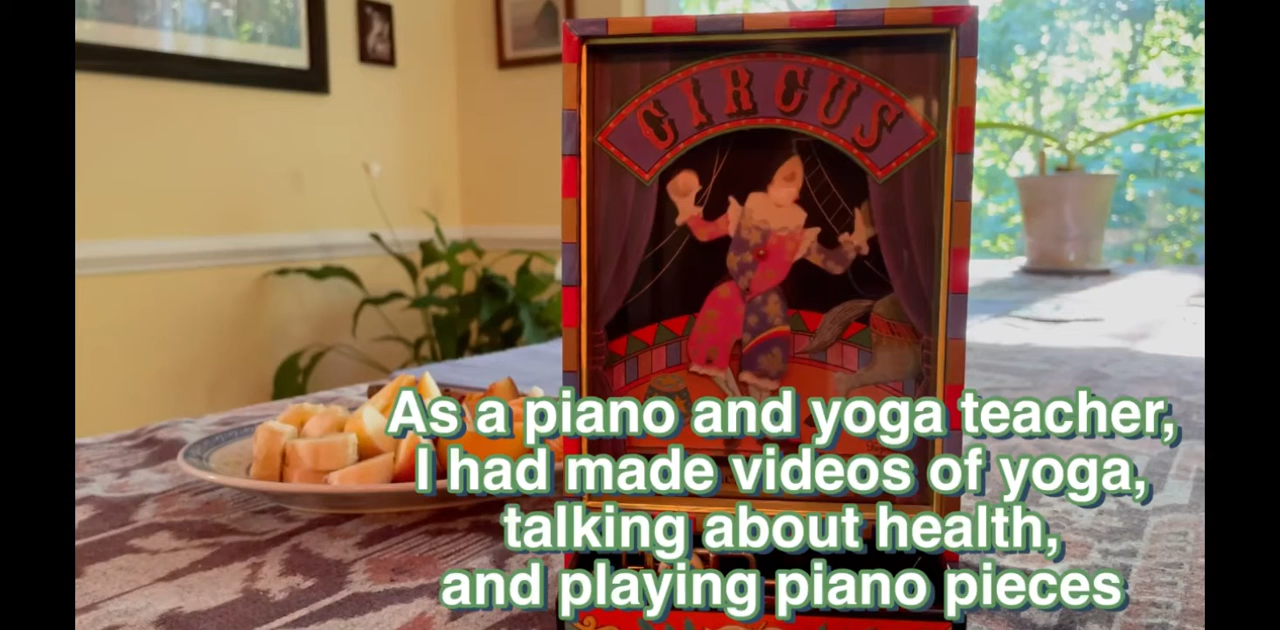 CIRCUS
As a piano and yoga teacher,
I had made videos of yoga,
talking about health,
and playing piano pieces